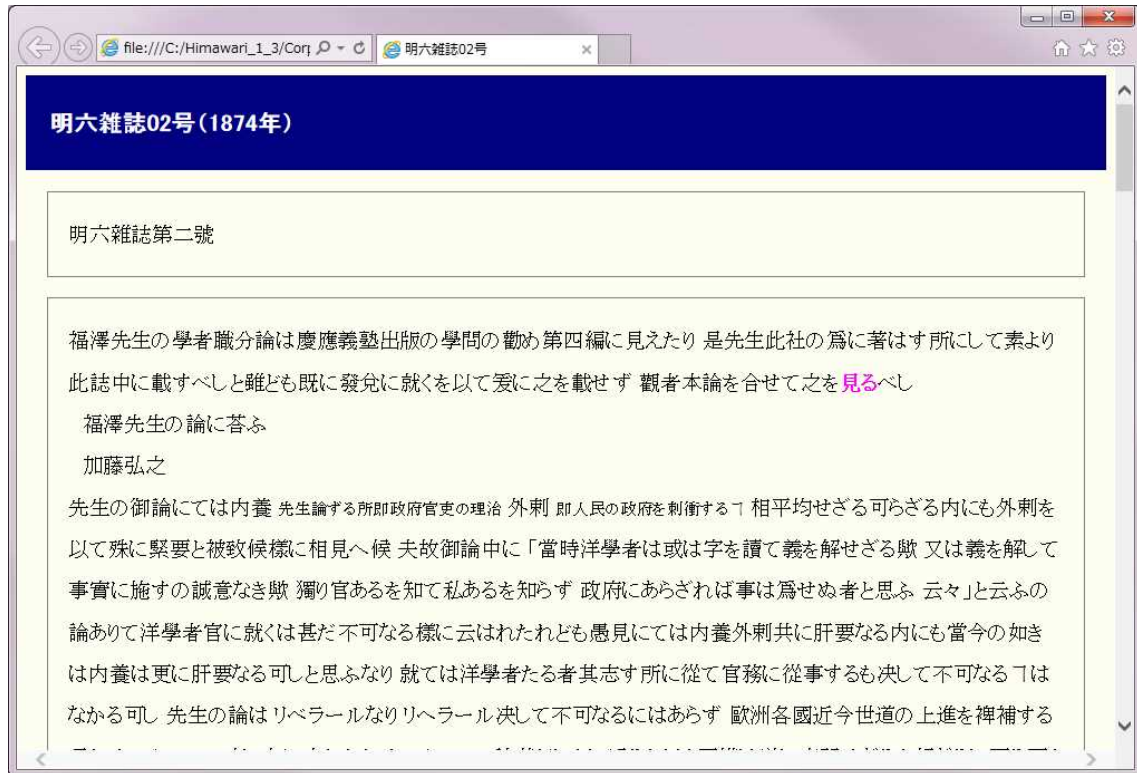 file:///C:/Himawari_1_3/Cor
明六雑誌02号
明六雑誌02号(1874年)
明六雜誌第二號
福澤先生の學者職分論は慶應義塾出版の學問の勸め第四編に見えたり 是先生此社の爲に著はす所にして素より
此誌中に載すべしと雖ども既に發兌に就くを以て爰に之を載せず 觀者本論を合せて之を見るべし
福澤先生の論に荅ふ
加藤弘之
先生の御論にては内養 先生論ずる所即政府官吏の理治 外刺 即人民の政府を刺衝するヿ 相平均せざる可らざる内にも外刺を
以て殊に緊要と被致候樣に相見へ候 夫故御論中に「當時洋學者は或は字を讀て義を解せざる歟 又は義を解して
事實に施すの誠意なき歟 獨り官あるを知て私あるを知らず 政府にあらざれば事は爲せぬ者と思ふ 云々」と云ふの
論ありて洋學者官に就くは甚だ不可なる樣に云はれたれども愚見にては内養外刺共に肝要なる内にも當今の如き
は内養は更に肝要なる可しと思ふなり 就ては洋學者たる者其志す所に從て官務に從事するも决して不可なるヿは
なかる可し 先生の論はリベラールなりリヘラール决して不可なるにはあらず 歐洲各國近今世道の上進を裨補する